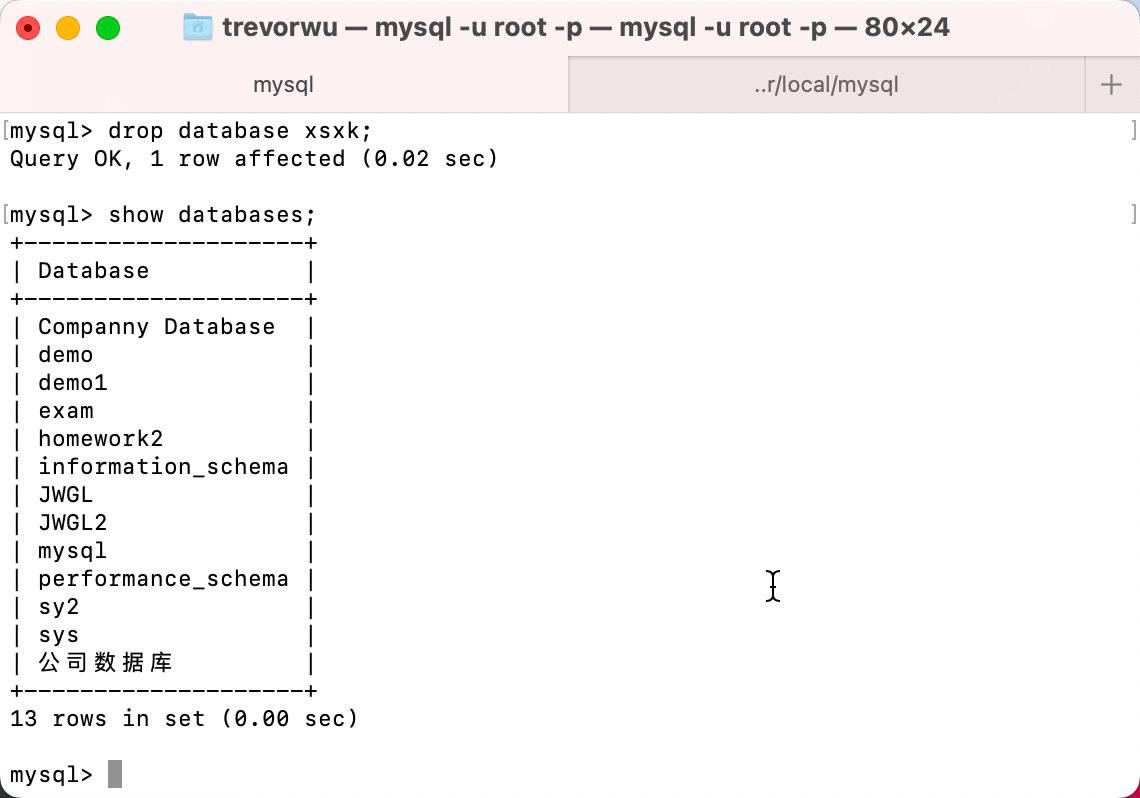 trevorwu — mysql -u root -p — mysql -u root -p — 80×24
mysql
..r/local/mysql
+
[mysql> drop database xsxk; ]
Query OK, 1 row affected (0.02 sec)
[mysql> show databases; ]
+--------------------+
| Database           |
+--------------------+
| Companny Database  |
| demo               |
| demo1              |
| exam               |
| homework2          |
| information_schema |
| JWGL               |
| JWGL2              |
| mysql              |
| performance_schema |
| sy2                |
| sys                |
| 公司数据库          |
+--------------------+
13 rows in set (0.00 sec)
mysql>